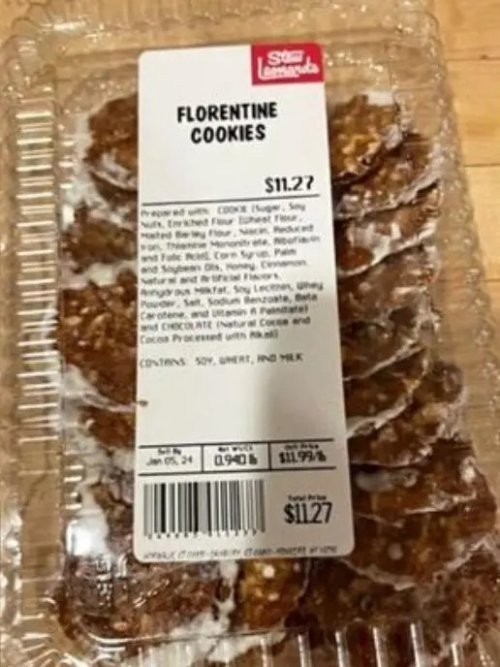 Stew
Leonard's
FLORENTINE
COOKIES
$11.27
Prepared with: COOKIE (Sugar, Soy
Nuts, Enriched Flour (Wheat Flour,
Malted Barley Flour, Niacin, Reduced
Iron, Thiamine Mononitrate, Riboflavin
and Folic Acid), Corn Syrup, Palm
and Soybean Oils, Honey, Cinnamon,
Natural and Artificial Flavors,
Anhydrous Milkfat, Soy Lecithin, Whey
Powder, Salt, Sodium Benzoate, Beta
Carotene, and Vitamin A Palmitate)
and CHOCOLATE (Natural Cocoa and
Cocoa Processed with Alkali)
CONTAINS: SOY, WHEAT, AND MILK
Sell By Net Wt/Ct Unit Price
Jan 05, 24 0.940 lb $11.99/lb
Total Price
$11.27